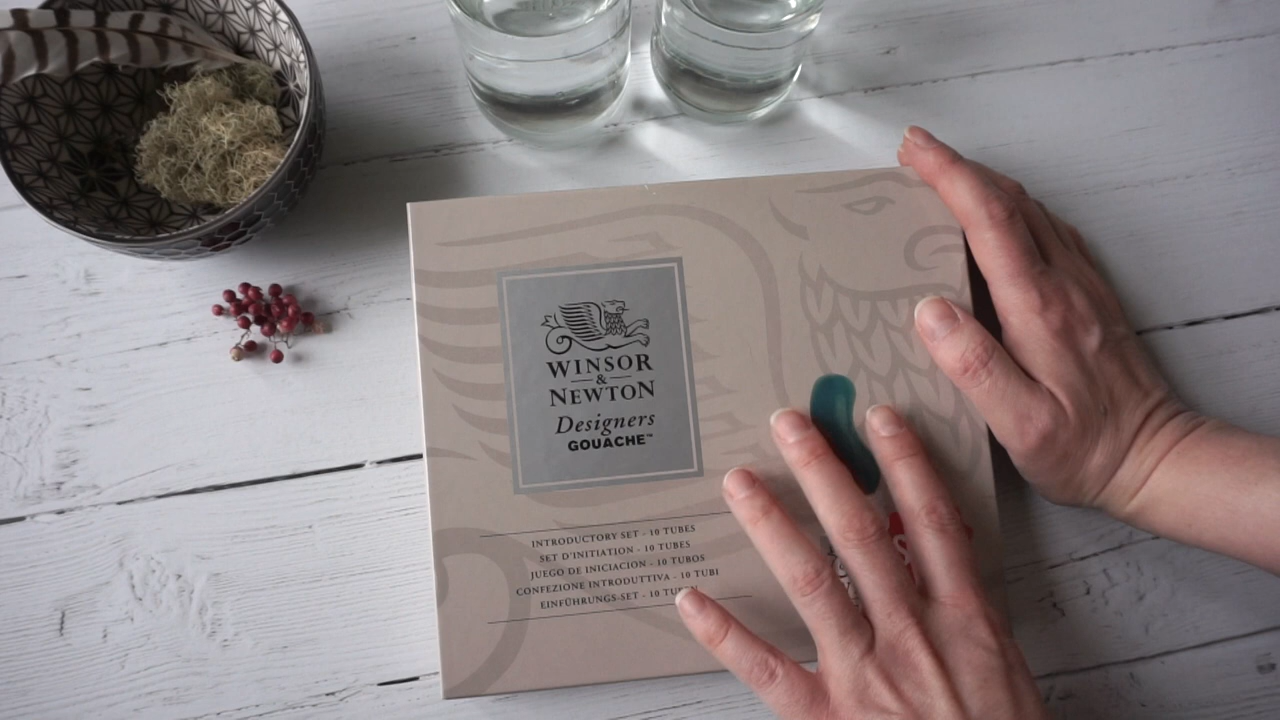 WINSOR
&
NEWTON
Designers
GOUACHE™
INTRODUCTORY SET - 10 TUBES
SET D'INITIATION - 10 TUBES
JUEGO DE INICIACION - 10 TUBOS
CONFEZIONE INTRODUTTIVA - 10 TUBI
EINFÜHRUNGS-SET - 10